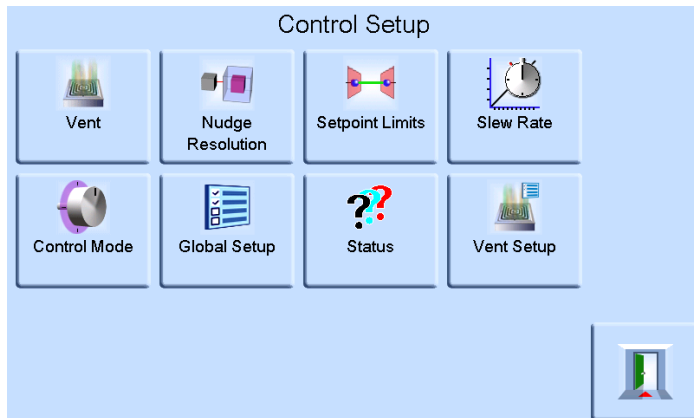 Control Setup
Vent
Nudge
Resolution
Setpoint Limits
Slew Rate
Control Mode
Global Setup
???
Status
Vent Setup